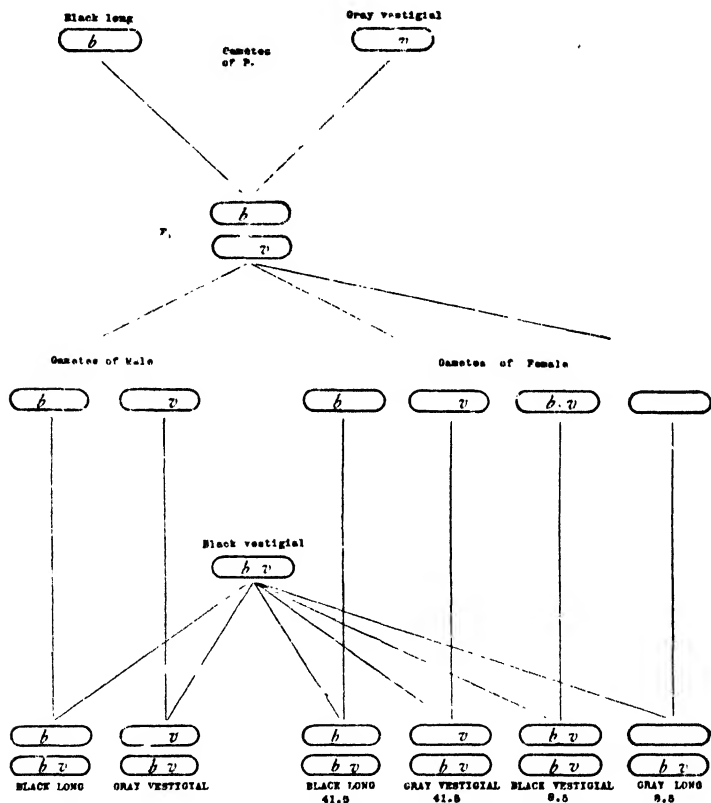 Black long
Gray vestigial
b
v
Gametes
of P.
b
F₁
v
Gametes of Male
Gametes of Female
b
v
b
v
b v
Black vestigial
b v
b
v
b
v
b v
b v
b v
b v
b v
b v
b v
BLACK LONG
GRAY VESTIGIAL
BLACK LONG
GRAY VESTIGIAL
BLACK VESTIGIAL
GRAY LONG
41.5
41.5
8.5
8.5